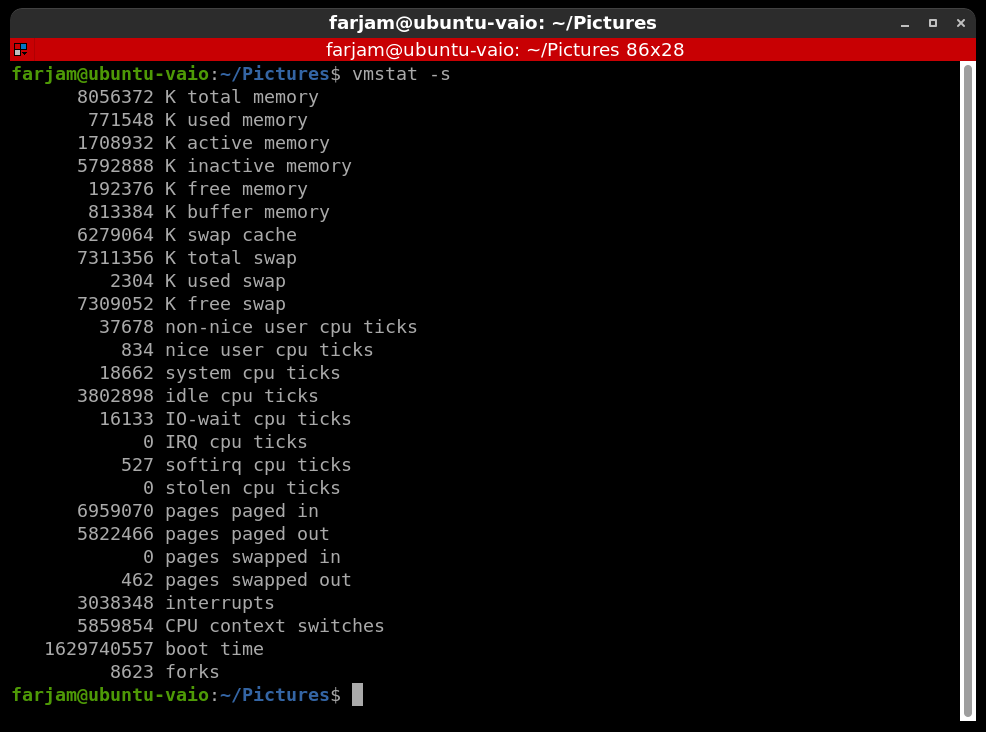 farjam@ubuntu-vaio: ~/Pictures
farjam@ubuntu-vaio: ~/Pictures 86x28
farjam@ubuntu-vaio:~/Pictures$ vmstat -s
      8056372 K total memory
       771548 K used memory
      1708932 K active memory
      5792888 K inactive memory
       192376 K free memory
       813384 K buffer memory
      6279064 K swap cache
      7311356 K total swap
         2304 K used swap
      7309052 K free swap
        37678 non-nice user cpu ticks
          834 nice user cpu ticks
        18662 system cpu ticks
      3802898 idle cpu ticks
        16133 IO-wait cpu ticks
            0 IRQ cpu ticks
          527 softirq cpu ticks
            0 stolen cpu ticks
      6959070 pages paged in
      5822466 pages paged out
            0 pages swapped in
          462 pages swapped out
      3038348 interrupts
      5859854 CPU context switches
   1629740557 boot time
         8623 forks
farjam@ubuntu-vaio:~/Pictures$